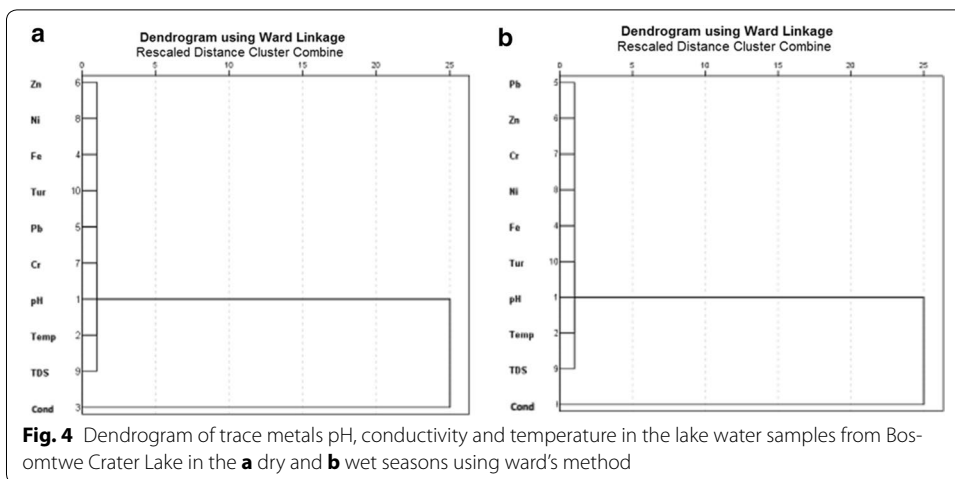 a
Dendrogram using Ward Linkage
Rescaled Distance Cluster Combine
0 5 10 15 20 25
Zn 6
Ni 8
Fe 4
Tur 10
Pb 5
Cr 7
pH 1
Temp 2
TDS 9
Cond 3
b
Dendrogram using Ward Linkage
Rescaled Distance Cluster Combine
0 5 10 15 20 25
Pb 5
Zn 6
Cr 7
Ni 8
Fe 4
Tur 10
pH 1
Temp 2
TDS 9
Cond
Fig. 4 Dendrogram of trace metals pH, conductivity and temperature in the lake water samples from Bos-
omtwe Crater Lake in the a dry and b wet seasons using ward's method